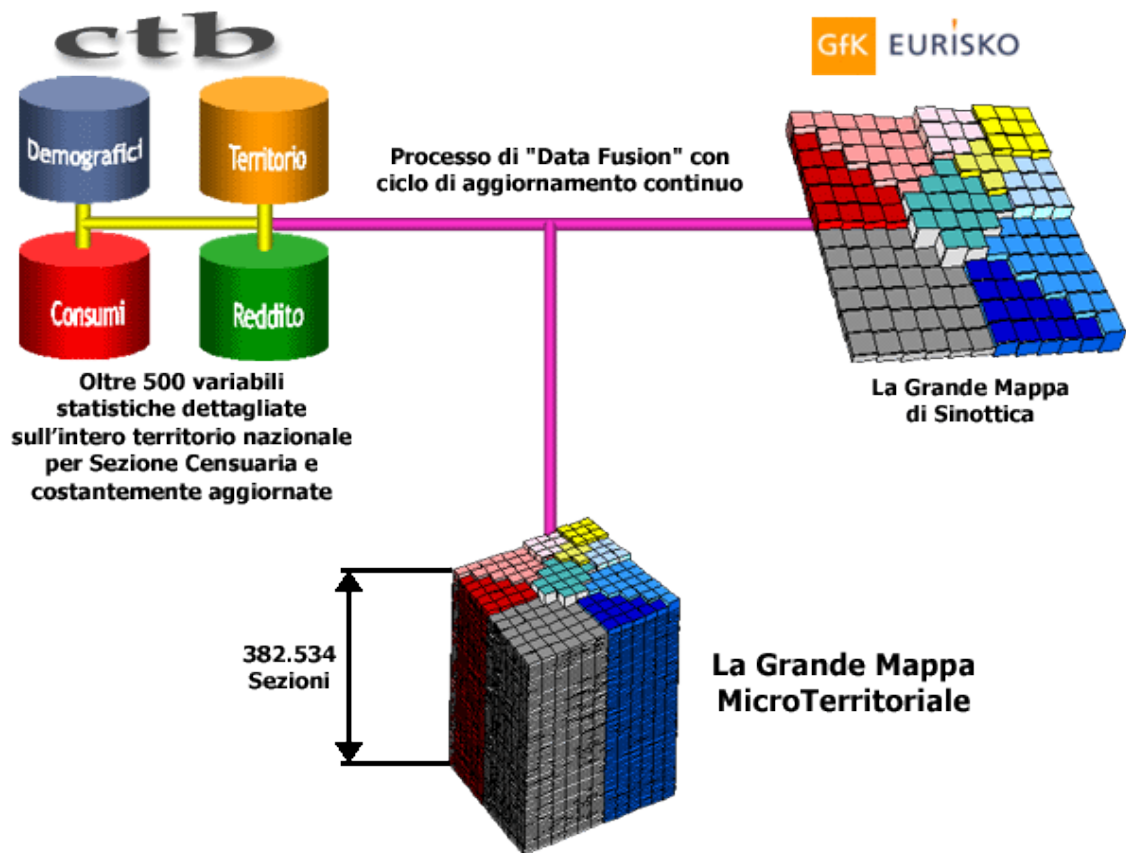 ctb
GfK EURISKO
Demografici
Territorio
Consumi
Reddito
Processo di "Data Fusion" con
ciclo di aggiornamento continuo
Oltre 500 variabili
statistiche dettagliate
sull'intero territorio nazionale
per Sezione Censuaria e
costantemente aggiornate
La Grande Mappa
di Sinottica
382.534
Sezioni
La Grande Mappa
MicroTerritoriale